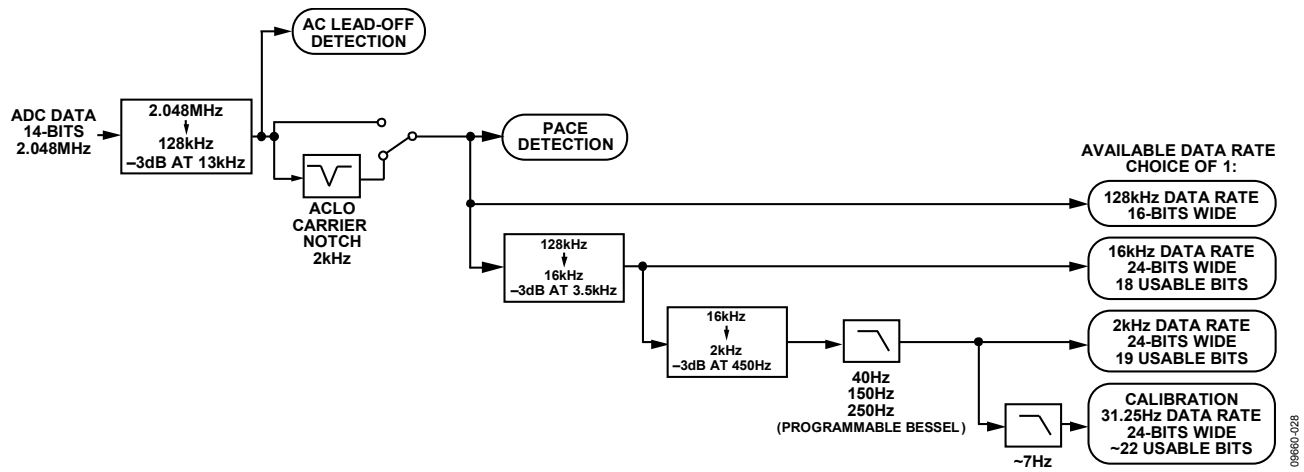 AC LEAD-OFF
DETECTION
ADC DATA
14-BITS
2.048MHz
2.048MHz
128kHz
–3dB AT 13kHz
ACLO
CARRIER
NOTCH
2kHz
PACE
DETECTION
AVAILABLE DATA RATE
CHOICE OF 1:
128kHz DATA RATE
16-BITS WIDE
128kHz
16kHz
–3dB AT 3.5kHz
16kHz DATA RATE
24-BITS WIDE
18 USABLE BITS
16kHz
2kHz
–3dB AT 450Hz
40Hz
150Hz
250Hz
(PROGRAMMABLE BESSEL)
2kHz DATA RATE
24-BITS WIDE
19 USABLE BITS
~7Hz
CALIBRATION
31.25Hz DATA RATE
24-BITS WIDE
~22 USABLE BITS
09660-028